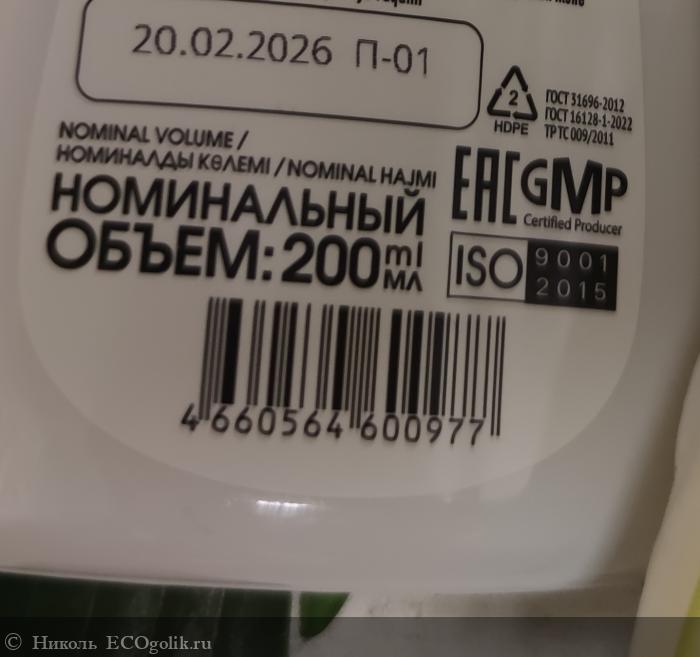 20.02.2026 П-01
2
HDPE
ГОСТ 31696-2012
ГОСТ 16128-1-2022
ТР ТС 009/2011
NOMINAL VOLUME /
НОМИНАЛДЫ КӨЛЕМІ / NOMINAL HAJMI
НОМИНАЛЬНЫЙ
ОБЪЕМ: 200 ml
МЛ
EAC GMP
Certified Producer
ISO 9001
2015
4 660564 600977
© Николь ECOgolik.ru